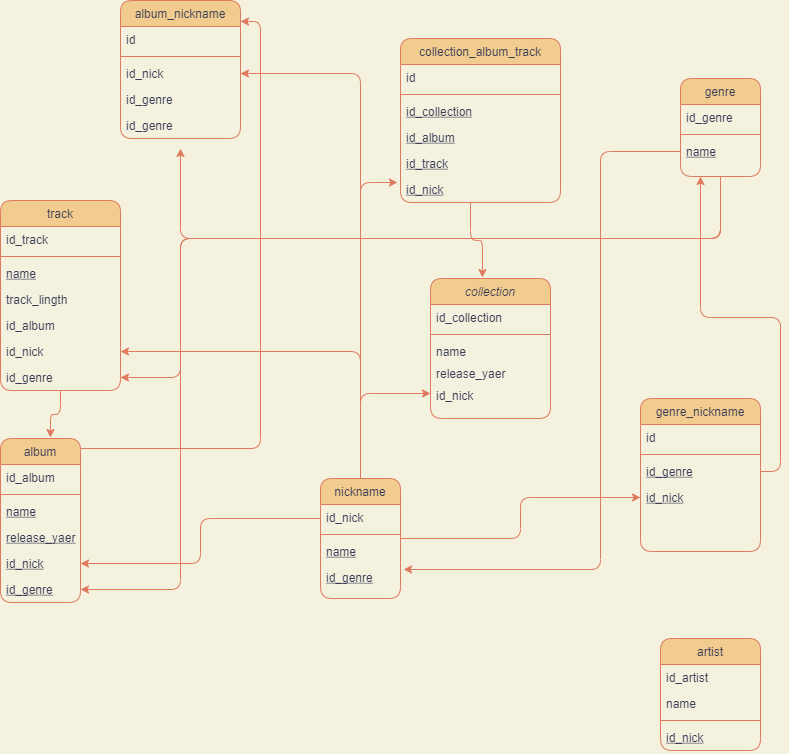 album_nickname
id
id_nick
id_genre
id_genre
collection_album_track
id
id_collection
id_album
id_track
id_nick
genre
id_genre
name
track
id_track
name
track_lingth
id_album
id_nick
id_genre
collection
id_collection
name
release_yaer
id_nick
genre_nickname
id
id_genre
id_nick
album
id_album
name
release_yaer
id_nick
id_genre
nickname
id_nick
name
id_genre
artist
id_artist
name
id_nick